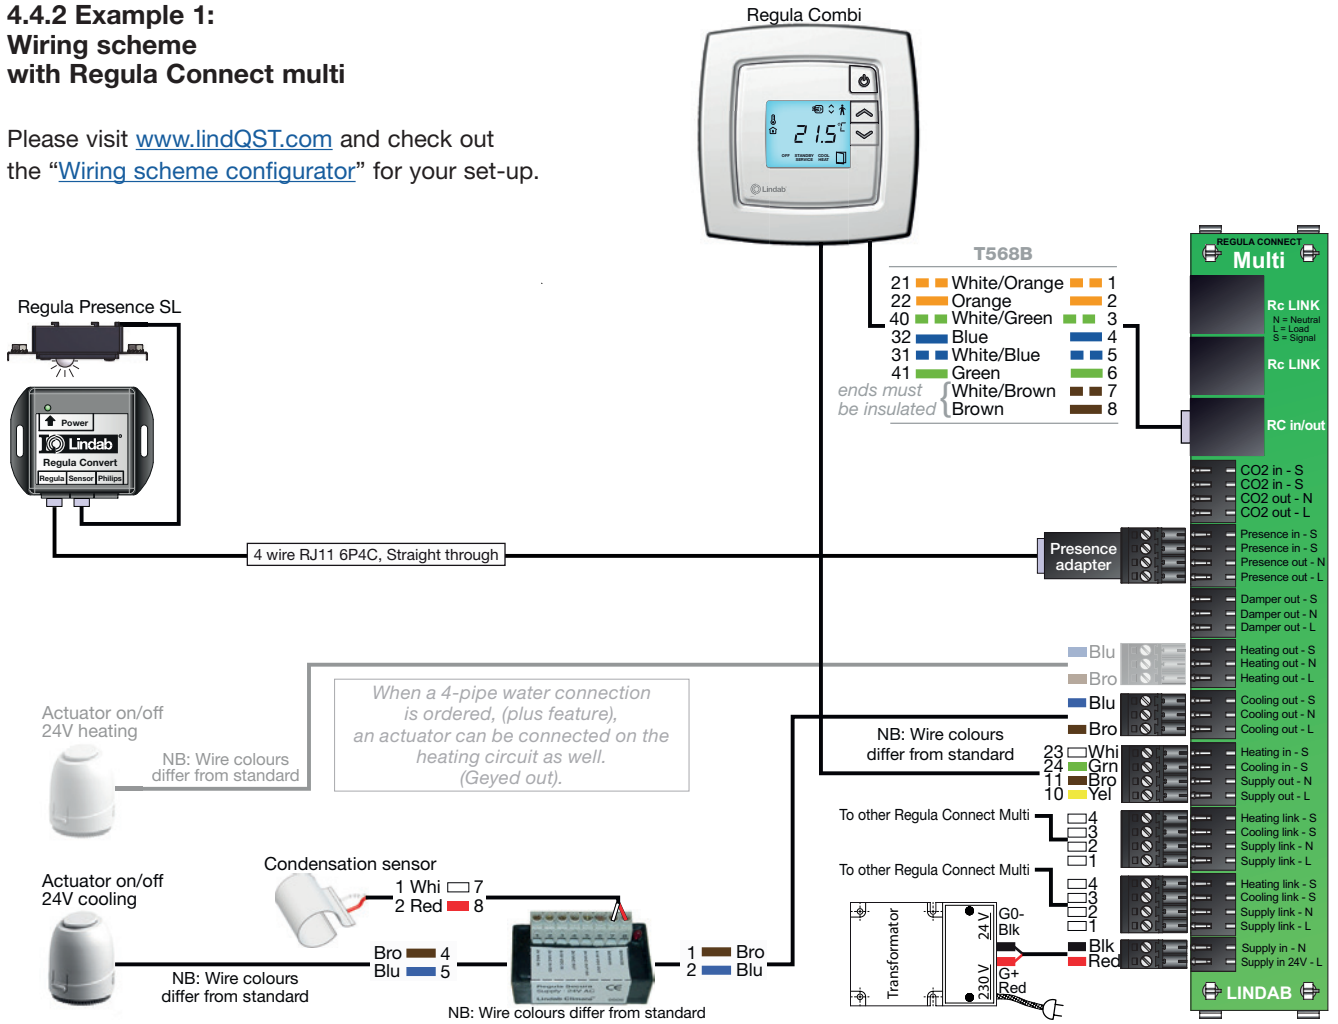 4.4.2 Example 1:
Wiring scheme
with Regula Connect multi
Please visit www.lindQST.com and check out
the “Wiring scheme configurator” for your set-up.
Regula Combi
21.5°C
OFF STANDBY COOL
SERVICE HEAT
Lindab
T568B
21 White/Orange 1
22 Orange 2
40 White/Green 3
32 Blue 4
31 White/Blue 5
41 Green 6
ends must
be insulated
White/Brown 7
Brown 8
REGULA CONNECT
Multi
Rc LINK
N = Neutral
L = Load
S = Signal
Rc LINK
RC in/out
CO2 in - S
CO2 in - S
CO2 out - N
CO2 out - L
Presence in - S
Presence in - S
Presence out - N
Presence out - L
Damper out - S
Damper out - N
Damper out - L
Heating out - S
Heating out - N
Heating out - L
Cooling out - S
Cooling out - N
Cooling out - L
Heating in - S
Cooling in - S
Supply out - N
Supply out - L
Heating link - S
Cooling link - S
Supply link - N
Supply link - L
Heating link - S
Cooling link - S
Supply link - N
Supply link - L
Supply in - N
Supply in 24V - L
LINDAB
Regula Presence SL
Power
Lindab
Regula Convert
Regula Sensor Philips
4 wire RJ11 6P4C, Straight through
Presence
adapter
Blu
Bro
Blu
Bro
NB: Wire colours
differ from standard
23 Whi
24 Grn
11 Bro
10 Yel
When a 4-pipe water connection
is ordered, (plus feature),
an actuator can be connected on the
heating circuit as well.
(Geyed out).
Actuator on/off
24V heating
NB: Wire colours
differ from standard
To other Regula Connect Multi
4
3
2
1
To other Regula Connect Multi
4
3
2
1
Condensation sensor
1 Whi 7
2 Red 8
Actuator on/off
24V cooling
Bro 4
Blu 5
NB: Wire colours
differ from standard
Regula Secura
Supply - 24V AC
Lindab Climate
CE
1 Bro
2 Blu
NB: Wire colours differ from standard
Transformator
24 V
230 V
G0-
Blk
G+
Red
Blk
Red